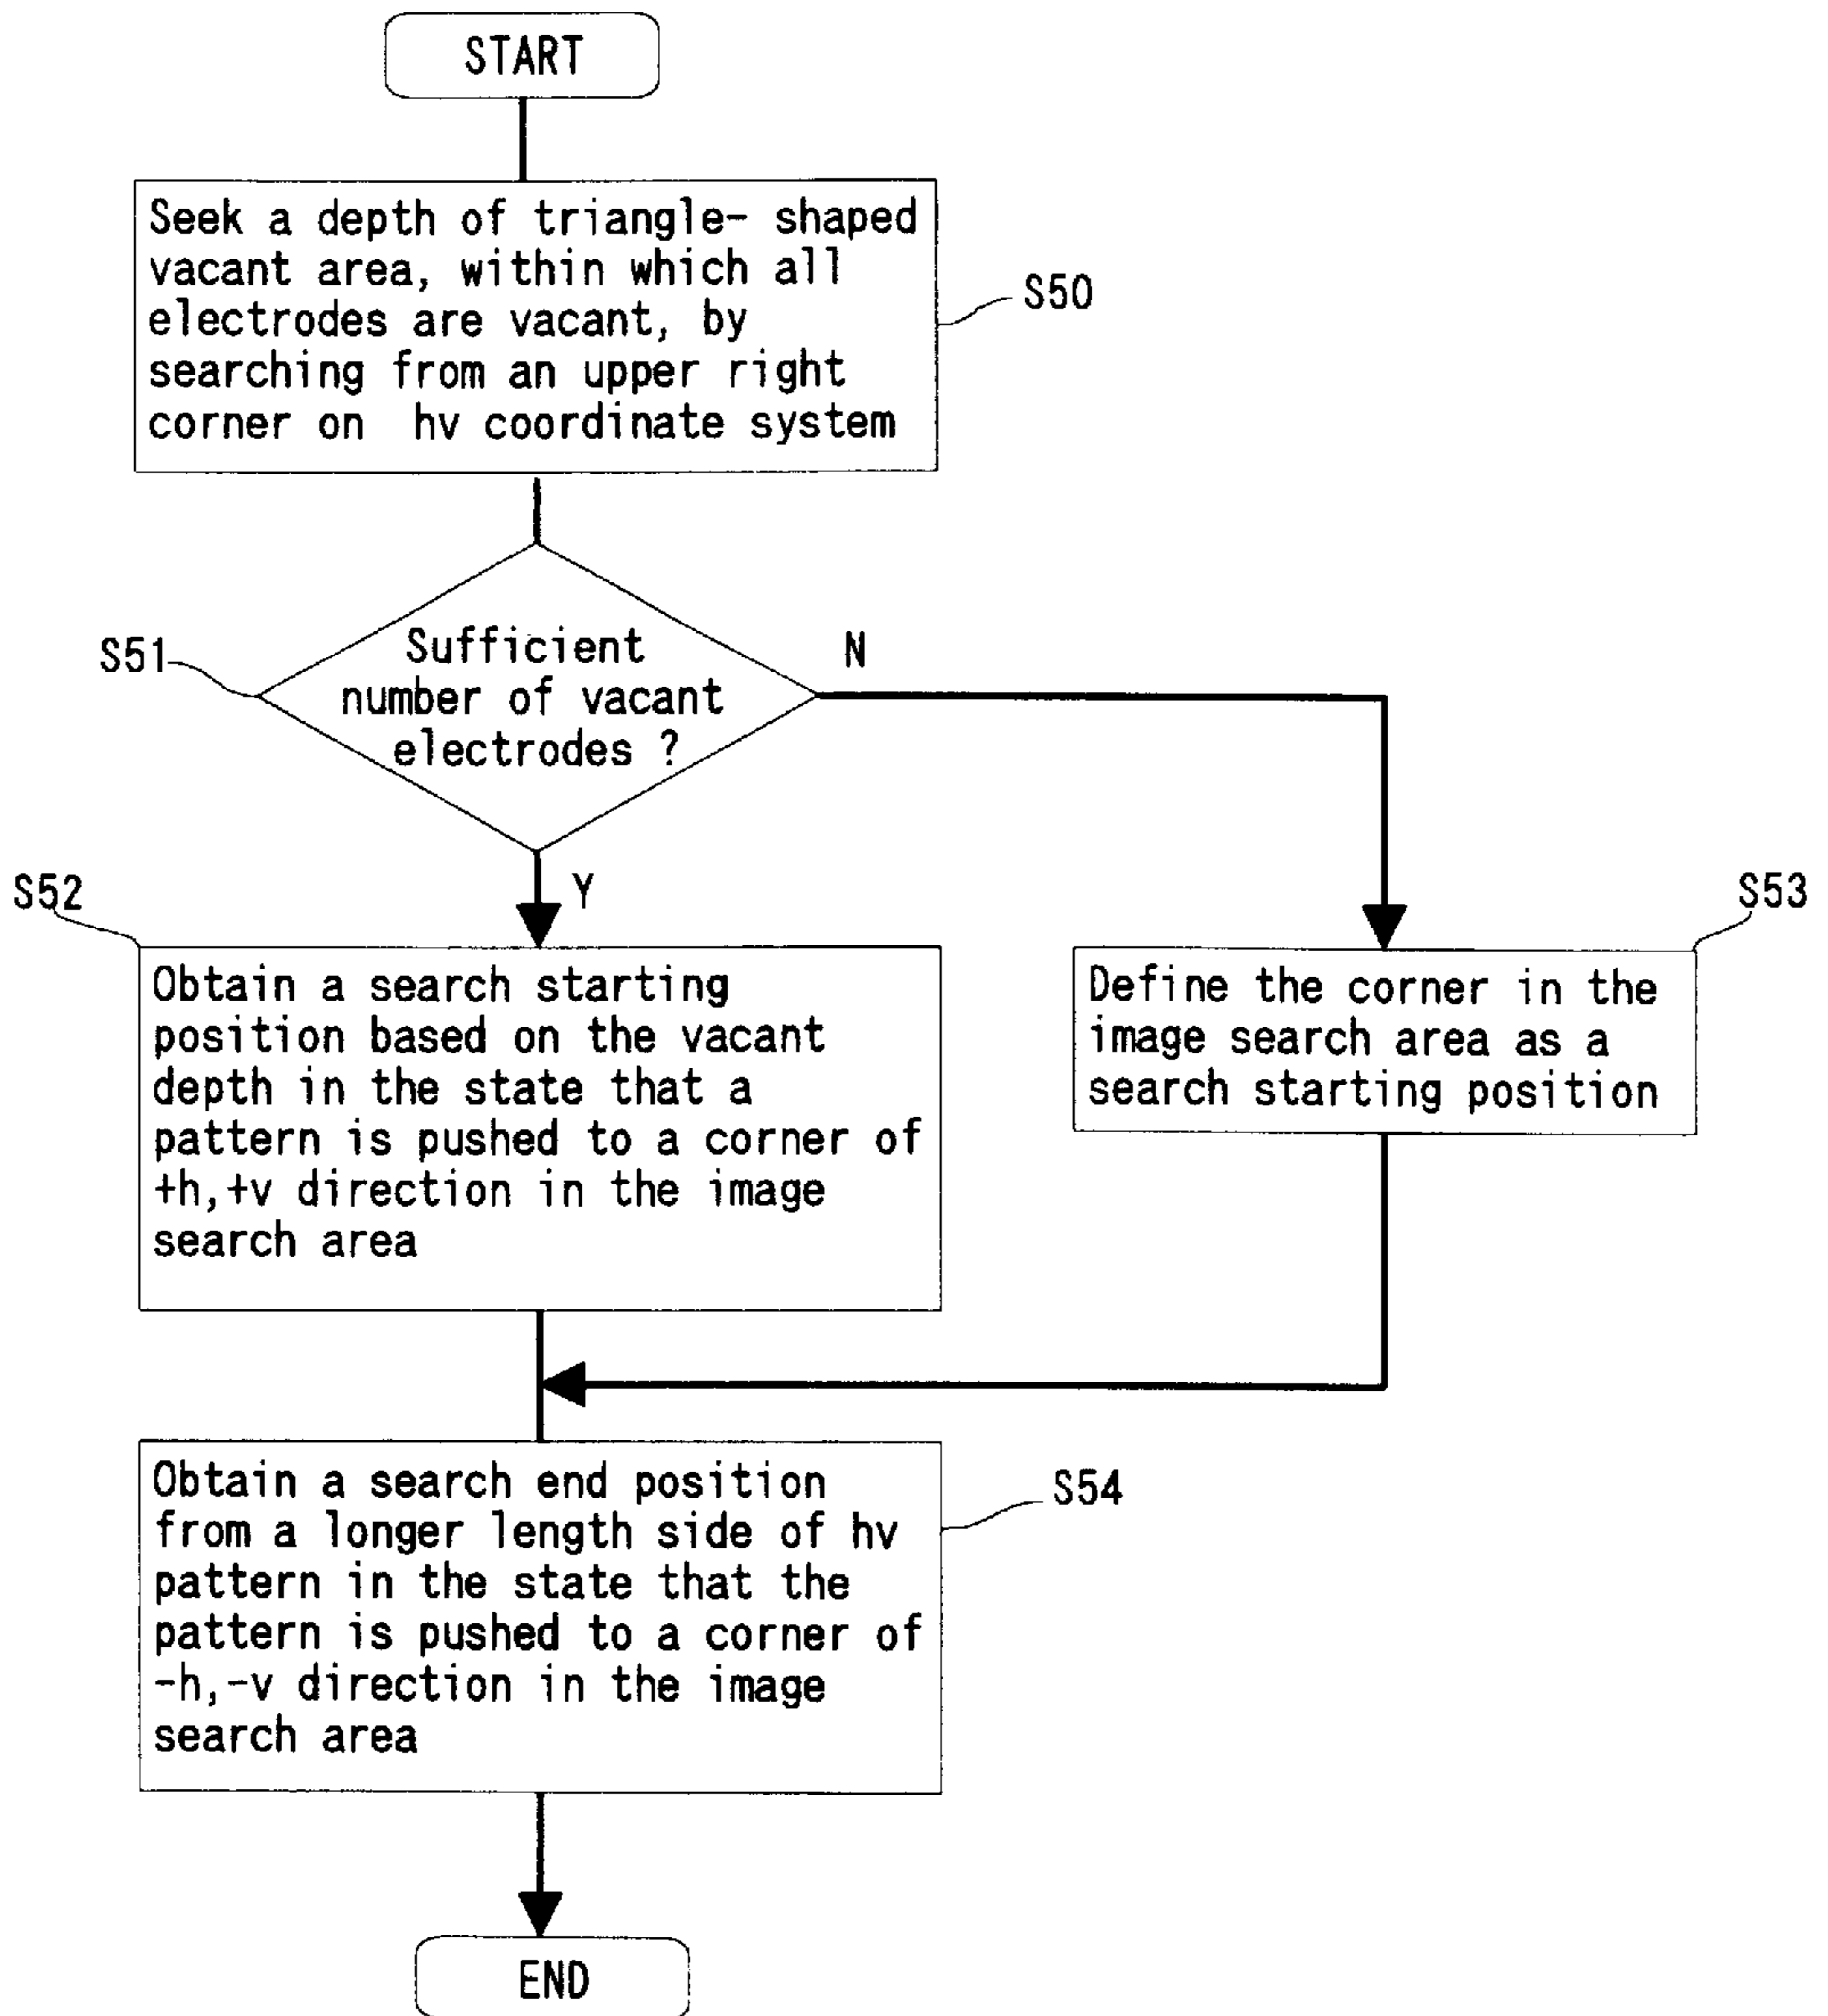 START
Seek a depth of triangle- shaped
vacant area, within which all
electrodes are vacant, by
searching from an upper right
corner on hv coordinate system
S50
S51
Sufficient
number of vacant
electrodes ?
N
Y
S52
Obtain a search starting
position based on the vacant
depth in the state that a
pattern is pushed to a corner of
+h,+v direction in the image
search area
S53
Define the corner in the
image search area as a
search starting position
Obtain a search end position
from a longer length side of hv
pattern in the state that the
pattern is pushed to a corner of
-h,-v direction in the image
search area
S54
END